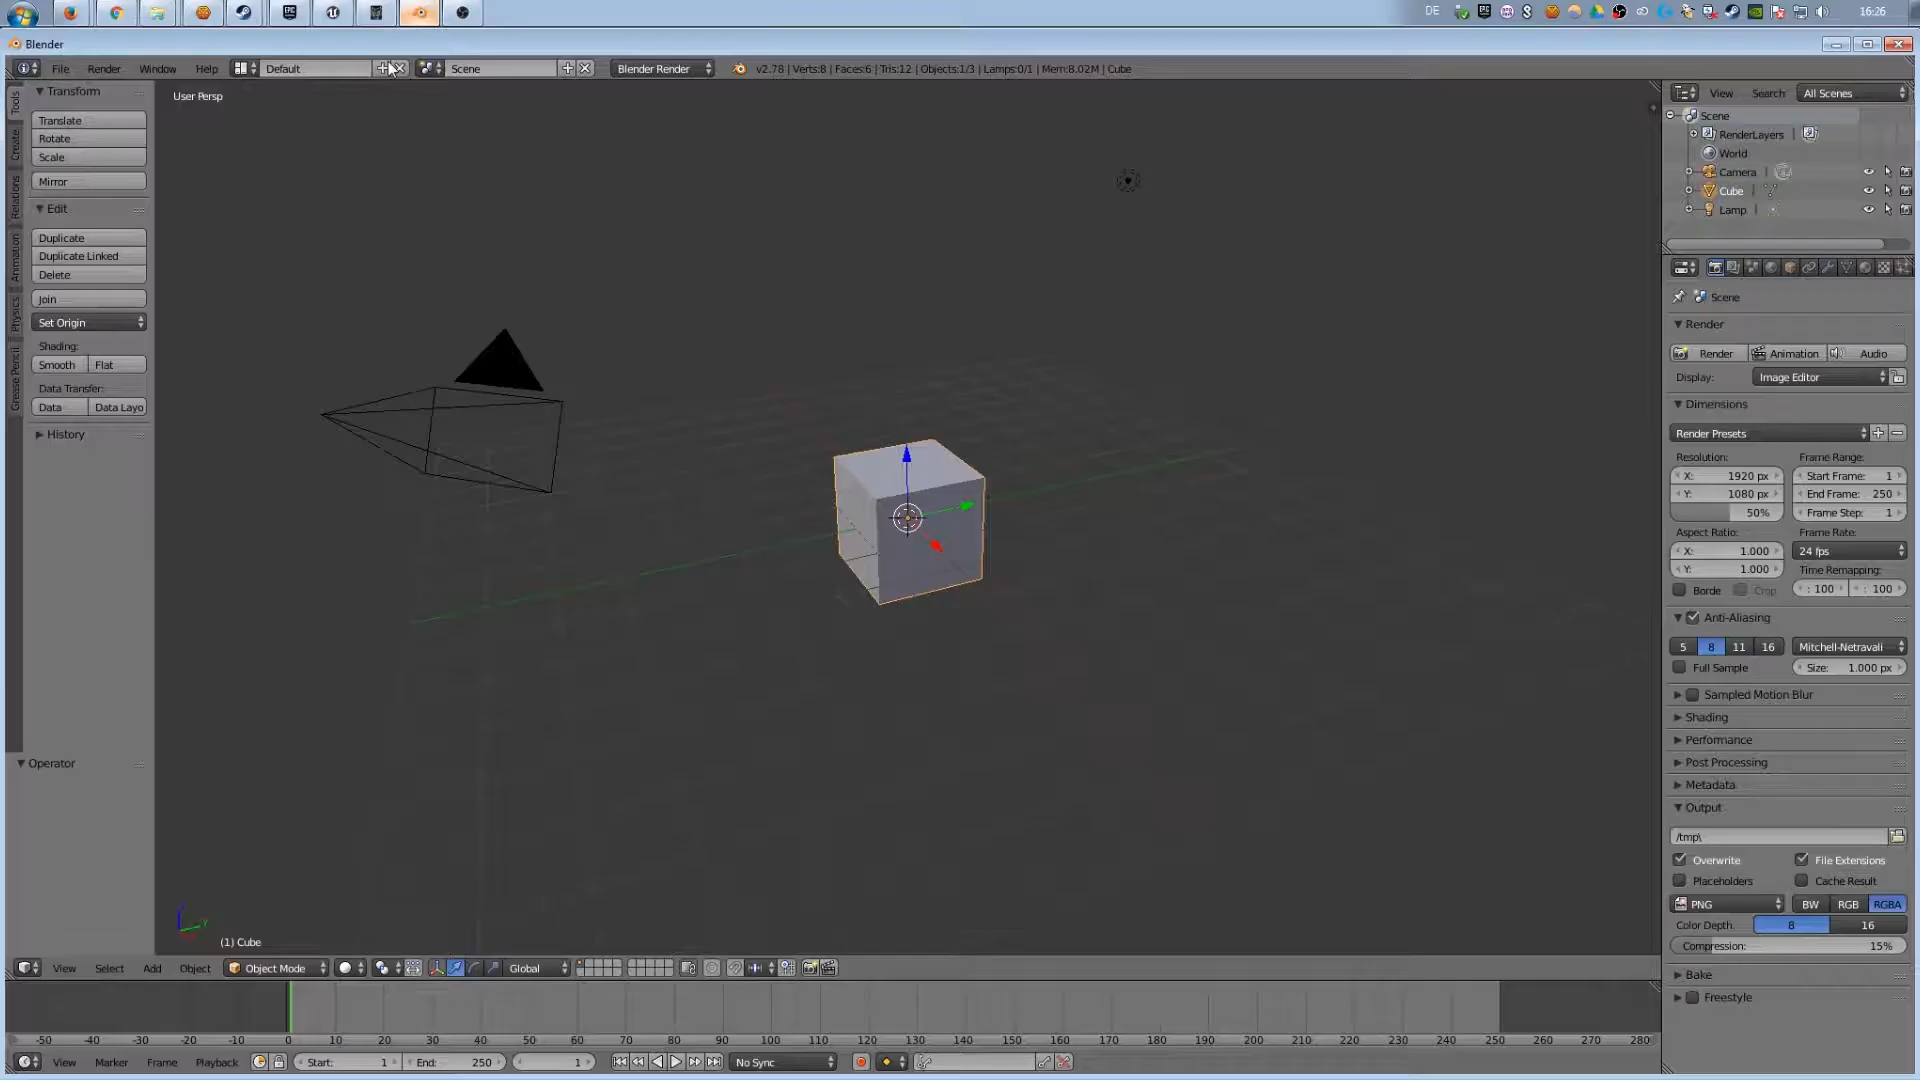 DE
16:26
Blender
File Render Window Help Default Scene Blender Render v2.78 | Verts:8 | Faces:6 | Tris:12 | Objects:1/3 | Lamps:0/1 | Mem:8.02M | Cube
Tools
Create
Relations
Animation
Physics
Grease Pencil
Transform
Translate
Rotate
Scale
Mirror
Edit
Duplicate
Duplicate Linked
Delete
Join
Set Origin
Shading:
Smooth Flat
Data Transfer:
Data Data Layo
History
Operator
User Persp
(1) Cube
View Search All Scenes
Scene
RenderLayers |
World
Camera |
Cube |
Lamp |
Scene
Render
Render Animation Audio
Display: Image Editor
Dimensions
Render Presets
Resolution: Frame Range:
X: 1920 px Start Frame: 1
Y: 1080 px End Frame: 250
50% Frame Step: 1
Aspect Ratio: Frame Rate:
X: 1.000 24 fps
Y: 1.000 Time Remapping:
Borde Crop : 100 : 100
Anti-Aliasing
5 8 11 16 Mitchell-Netravali
Full Sample Size: 1.000 px
Sampled Motion Blur
Shading
Performance
Post Processing
Metadata
Output
/tmp\
Overwrite File Extensions
Placeholders Cache Result
PNG BW RGB RGBA
Color Depth: 8 16
Compression: 15%
Bake
Freestyle
View Select Add Object Object Mode Global
-50 -40 -30 -20 -10 0 10 20 30 40 50 60 70 80 90 100 110 120 130 140 150 160 170 180 190 200 210 220 230 240 250 260 270 280
View Marker Frame Playback Start: 1 End: 250 1 No Sync